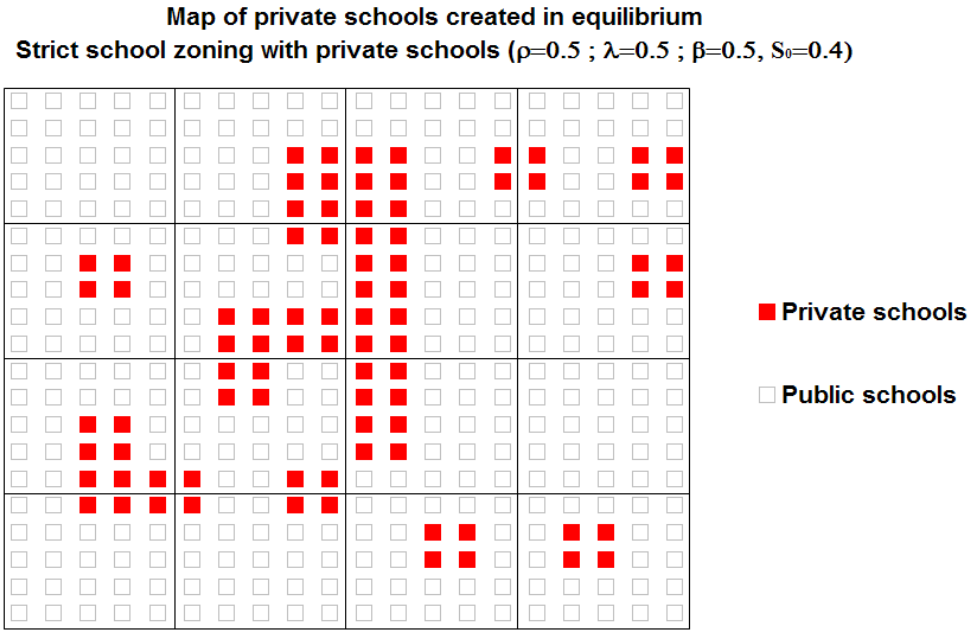 Map of private schools created in equilibrium
Strict school zoning with private schools (ρ=0.5 ; λ=0.5 ; β=0.5, S₀=0.4)
Private schools
Public schools